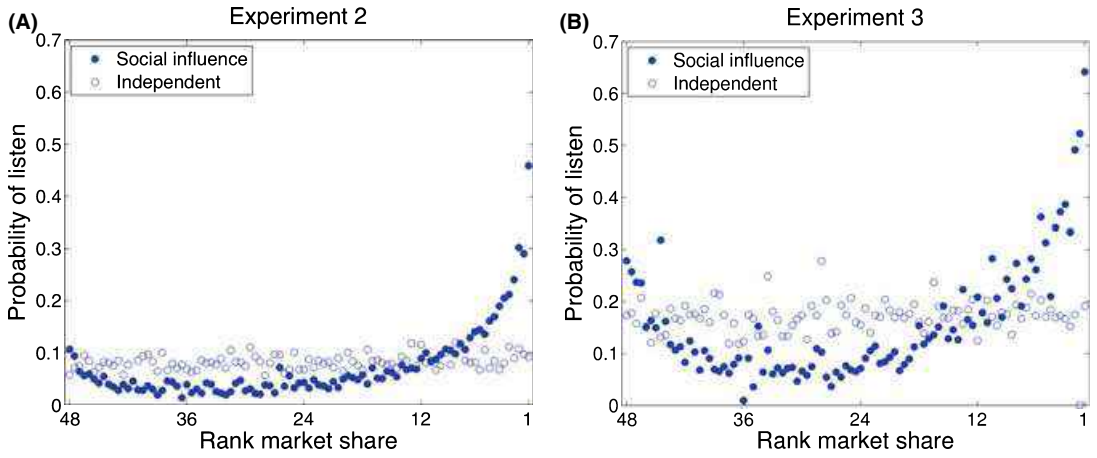 (A)
Experiment 2
0.7
0.6
0.5
0.4
0.3
0.2
0.1
0
Probability of listen
Social influence
Independent
48 36 24 12 1
Rank market share
(B)
Experiment 3
0.7
0.6
0.5
0.4
0.3
0.2
0.1
0
Probability of listen
Social influence
Independent
48 36 24 12 1
Rank market share